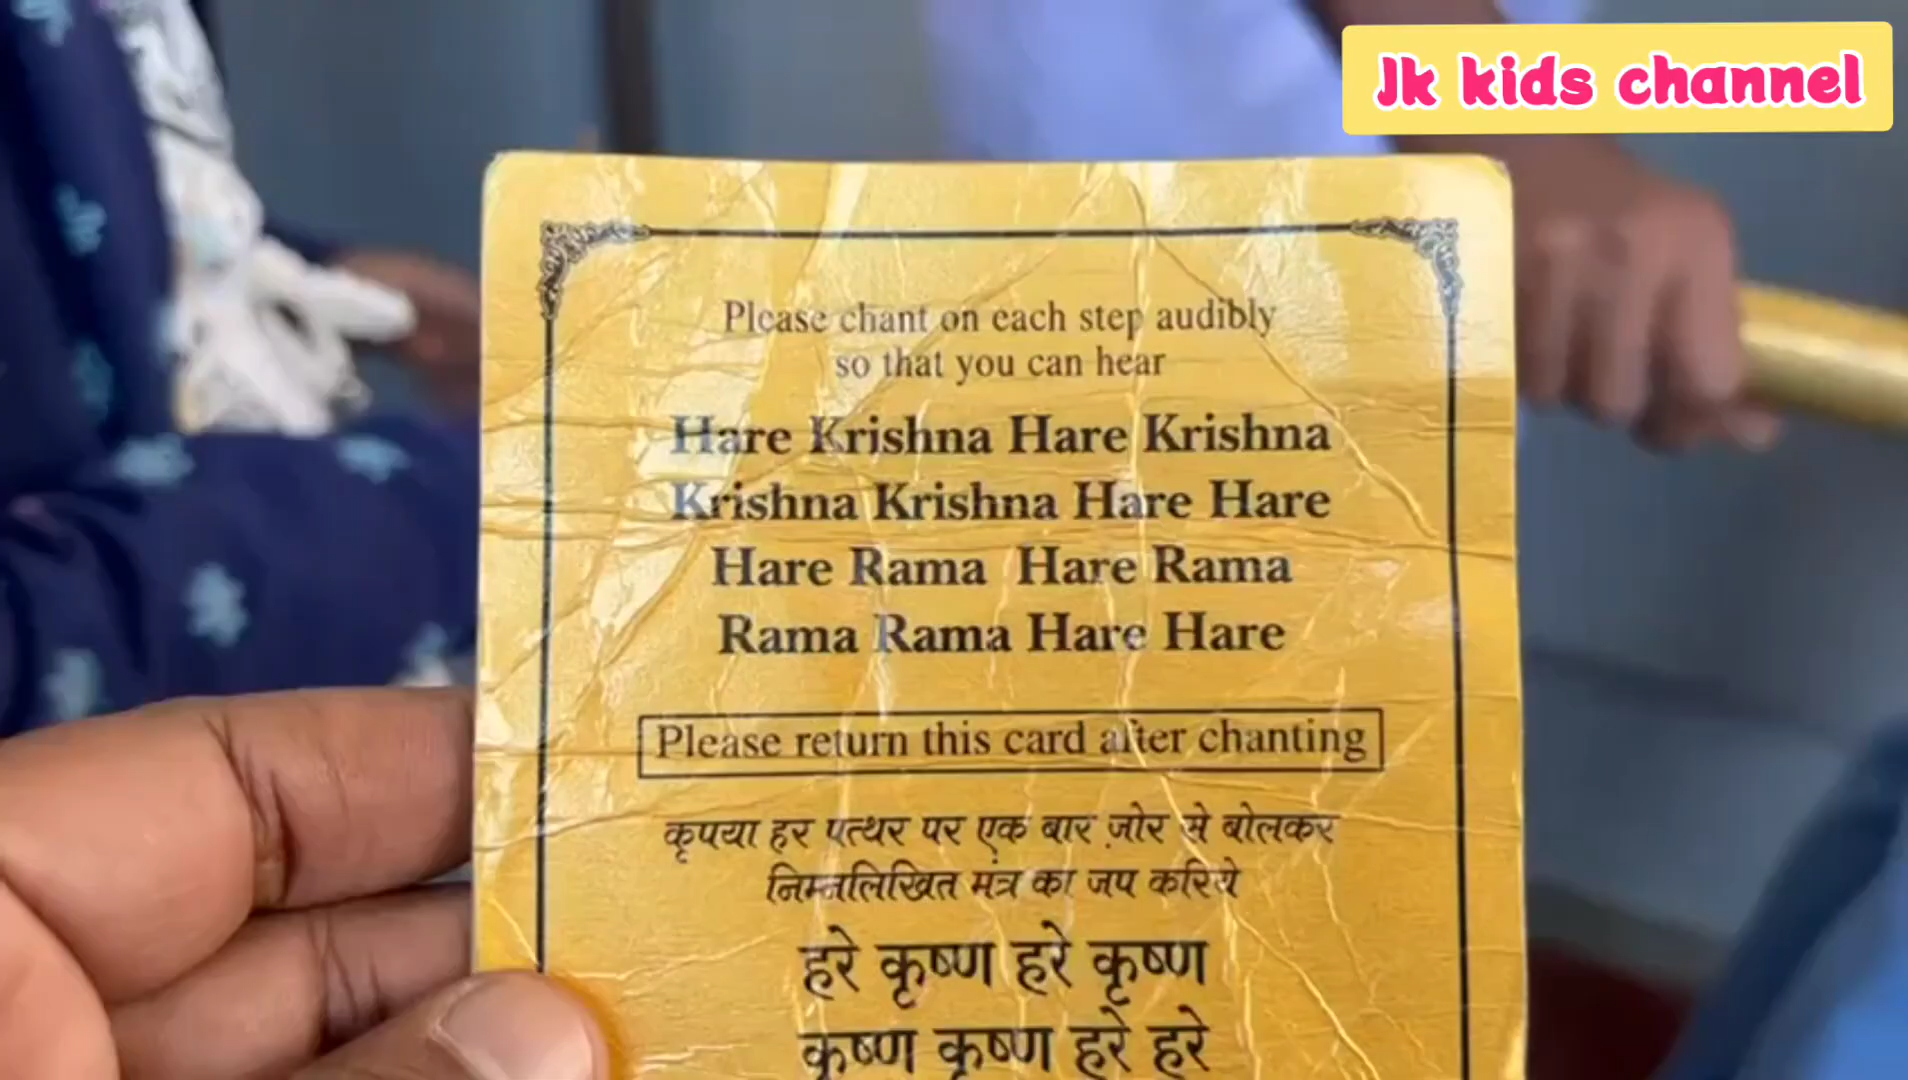 Jk kids channel
Please chant on each step audibly
so that you can hear
Hare Krishna Hare Krishna
Krishna Krishna Hare Hare
Hare Rama Hare Rama
Rama Rama Hare Hare
Please return this card after chanting
कृपया हर पत्थर पर एक बार ज़ोर से बोलकर
निम्नलिखित मंत्र का जप करिये
हरे कृष्ण हरे कृष्ण
कृष्ण कृष्ण हरे हरे